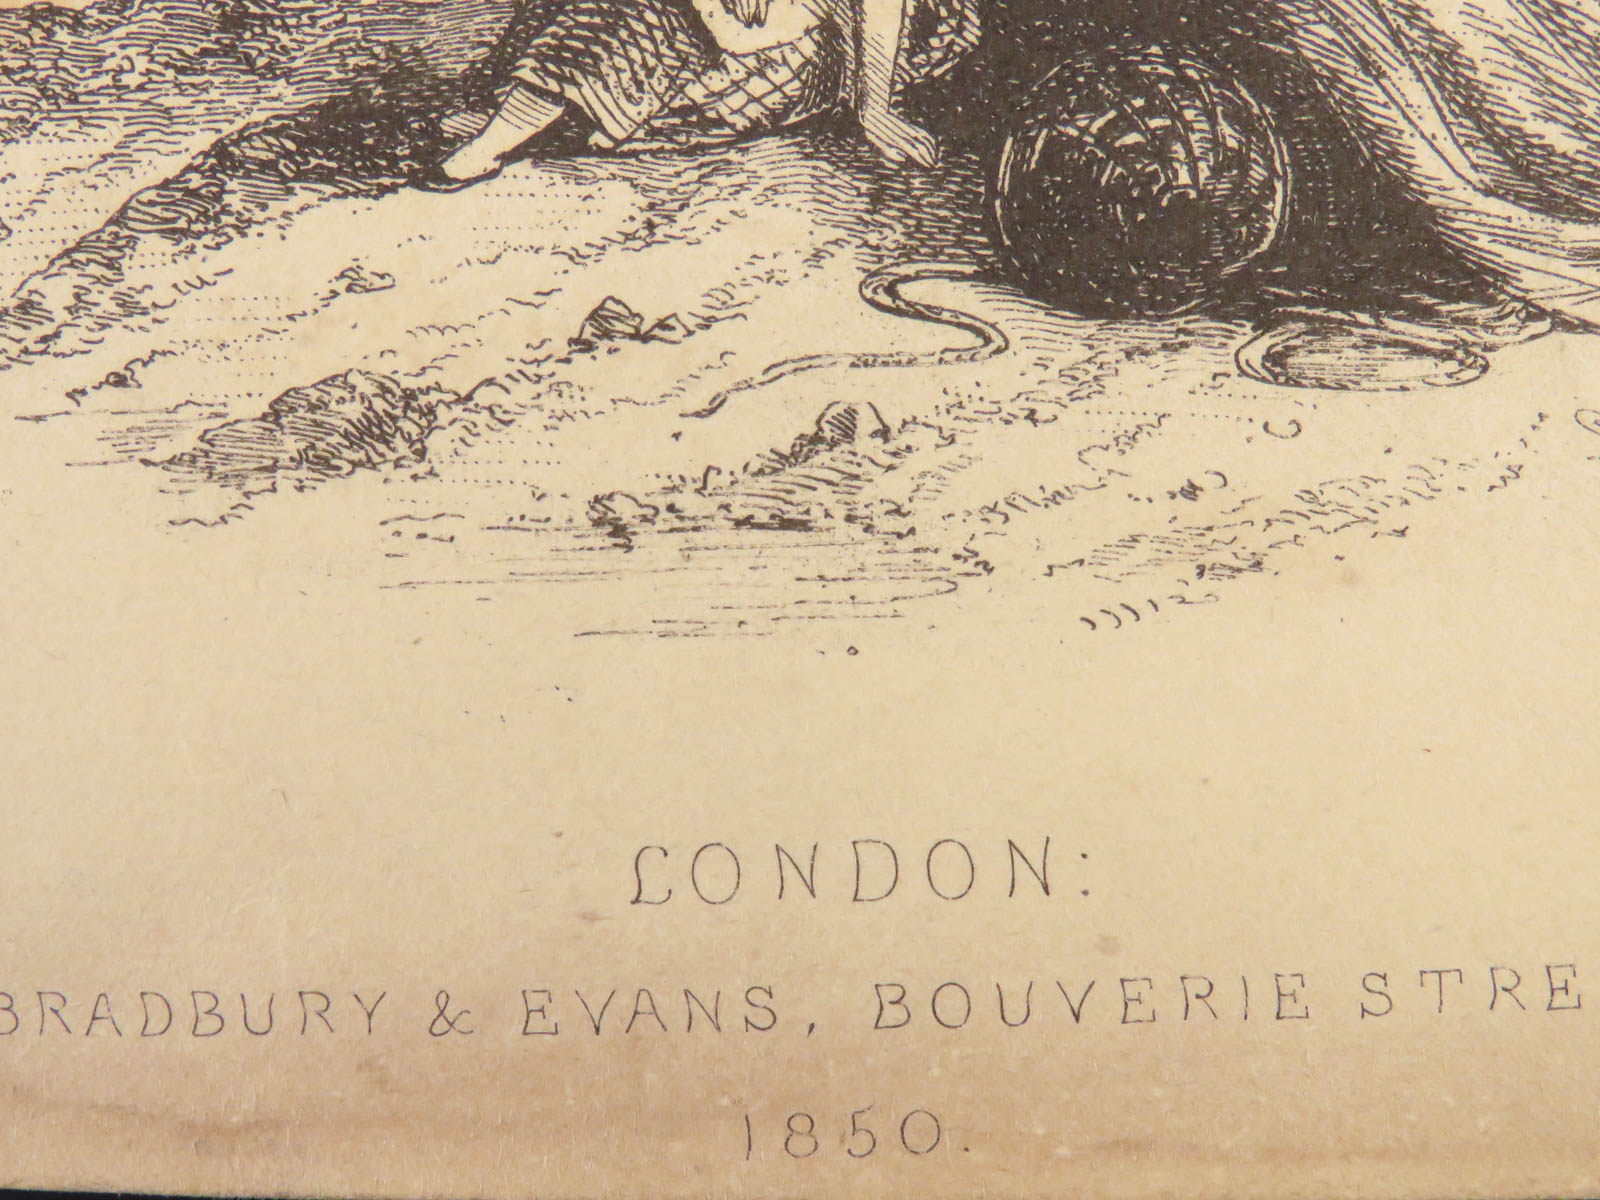 LONDON:
BRADBURY & EVANS, BOUVERIE STRE
1850.